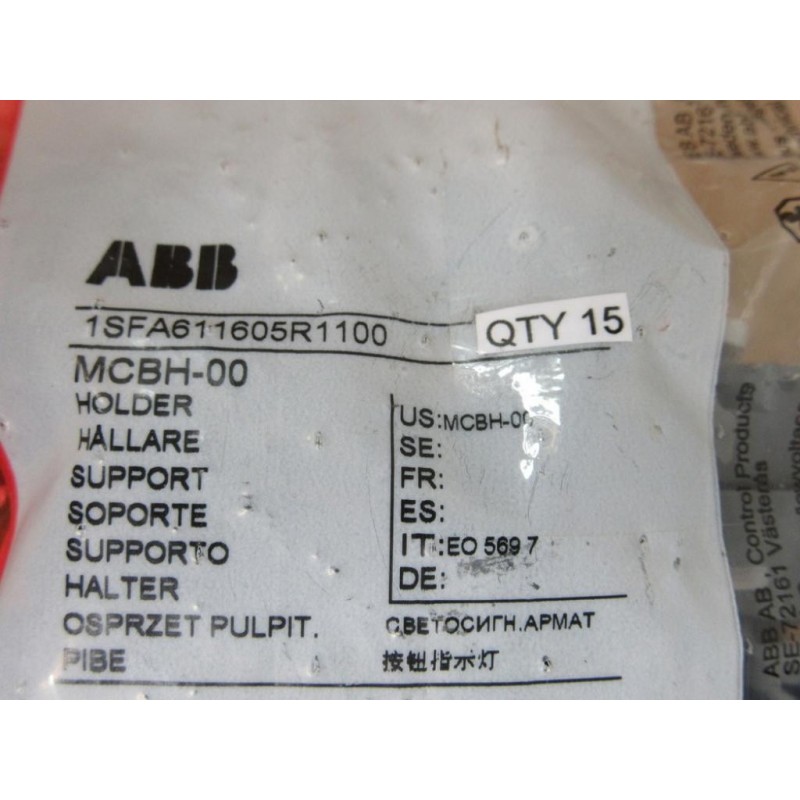 ABB
1SFA611605R1100
QTY 15
MCBH-00
HOLDER
HÅLLARE
SUPPORT
SOPORTE
SUPPORTO
HALTER
OSPRZET PULPIT.
PIBE
US: MCBH-00
SE:
FR:
ES:
IT: EO 569 7
DE:
СВЕТОСИГН.АРМАТ
按钮指示灯
ABB AB, Control Products
SE-72161 Västerås